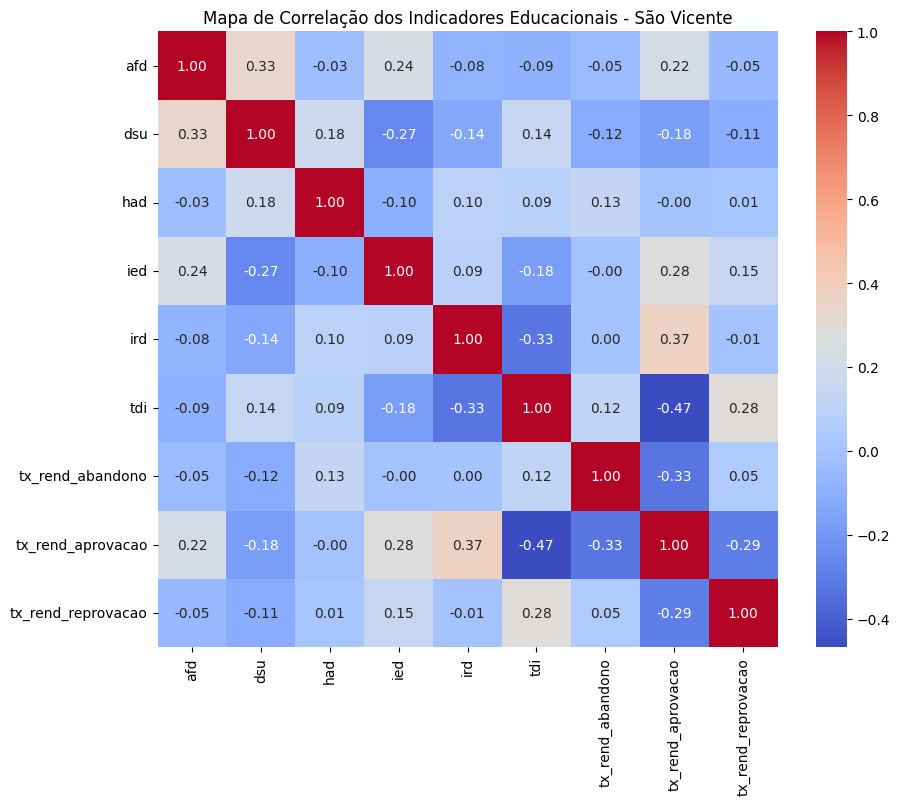 Mapa de Correlação dos Indicadores Educacionais - São Vicente
afd 1.00 0.33 -0.03 0.24 -0.08 -0.09 -0.05 0.22 -0.05
dsu 0.33 1.00 0.18 -0.27 -0.14 0.14 -0.12 -0.18 -0.11
had -0.03 0.18 1.00 -0.10 0.10 0.09 0.13 -0.00 0.01
ied 0.24 -0.27 -0.10 1.00 0.09 -0.18 -0.00 0.28 0.15
ird -0.08 -0.14 0.10 0.09 1.00 -0.33 0.00 0.37 -0.01
tdi -0.09 0.14 0.09 -0.18 -0.33 1.00 0.12 -0.47 0.28
tx_rend_abandono -0.05 -0.12 0.13 -0.00 0.00 0.12 1.00 -0.33 0.05
tx_rend_aprovacao 0.22 -0.18 -0.00 0.28 0.37 -0.47 -0.33 1.00 -0.29
tx_rend_reprovacao -0.05 -0.11 0.01 0.15 -0.01 0.28 0.05 -0.29 1.00
afd dsu had ied ird tdi tx_rend_abandono tx_rend_aprovacao tx_rend_reprovacao
1.0
0.8
0.6
0.4
0.2
0.0
−0.2
−0.4